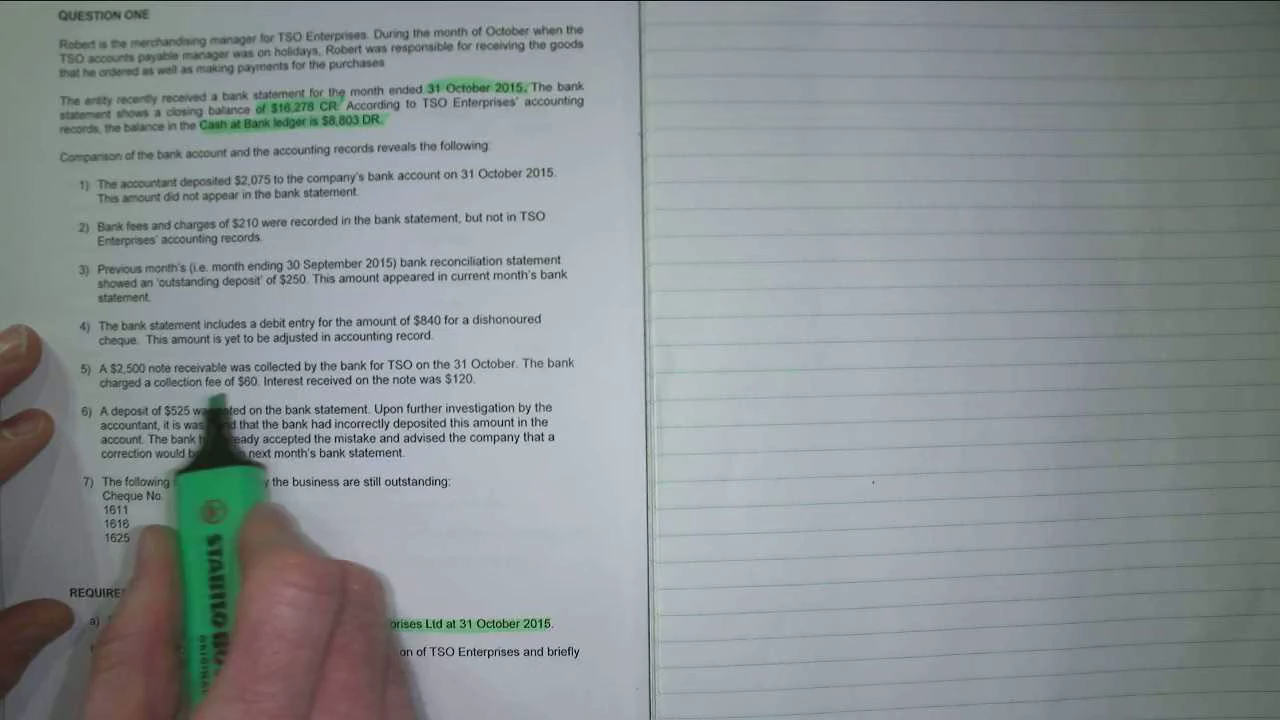 QUESTION ONE
Robert is the merchandising manager for TSO Enterprises. During the month of October when the
TSO accounts payable manager was on holidays, Robert was responsible for receiving the goods
that he ordered as well as making payments for the purchases
The entity recently received a bank statement for the month ended 31 October 2015. The bank
statement shows a closing balance of $16,278 CR. According to TSO Enterprises' accounting
records, the balance in the Cash at Bank ledger is $8,803 DR.
Comparison of the bank account and the accounting records reveals the following:
1) The accountant deposited $2,075 to the company's bank account on 31 October 2015.
This amount did not appear in the bank statement.
2) Bank fees and charges of $210 were recorded in the bank statement, but not in TSO
Enterprises' accounting records.
3) Previous month's (i.e. month ending 30 September 2015) bank reconciliation statement
showed an 'outstanding deposit' of $250. This amount appeared in current month's bank
statement.
4) The bank statement includes a debit entry for the amount of $840 for a dishonoured
cheque. This amount is yet to be adjusted in accounting record.
5) A $2,500 note receivable was collected by the bank for TSO on the 31 October. The bank
charged a collection fee of $60. Interest received on the note was $120.
6) A deposit of $525 on the bank statement. Upon further investigation by the
accountant, it is was that the bank had incorrectly deposited this amount in the
account. The bank accepted the mistake and advised the company that a
correction would next month's bank statement.
7) The following the business are still outstanding:
Cheque No.
1611
1616
1625
STABILO
ORIGINAL
a) Ltd at 31 October 2015.
on of TSO Enterprises and briefly